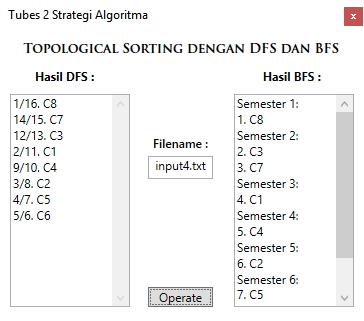 Tubes 2 Strategi Algoritma
x
TOPOLOGICAL SORTING DENGAN DFS DAN BFS
Hasil DFS :
1/16. C8
14/15. C7
12/13. C3
2/11. C1
9/10. C4
3/8. C2
4/7. C5
5/6. C6
Filename :
input4.txt
Operate
Hasil BFS :
Semester 1:
1. C8
Semester 2:
2. C3
3. C7
Semester 3:
4. C1
Semester 4:
5. C4
Semester 5:
6. C2
Semester 6:
7. C5